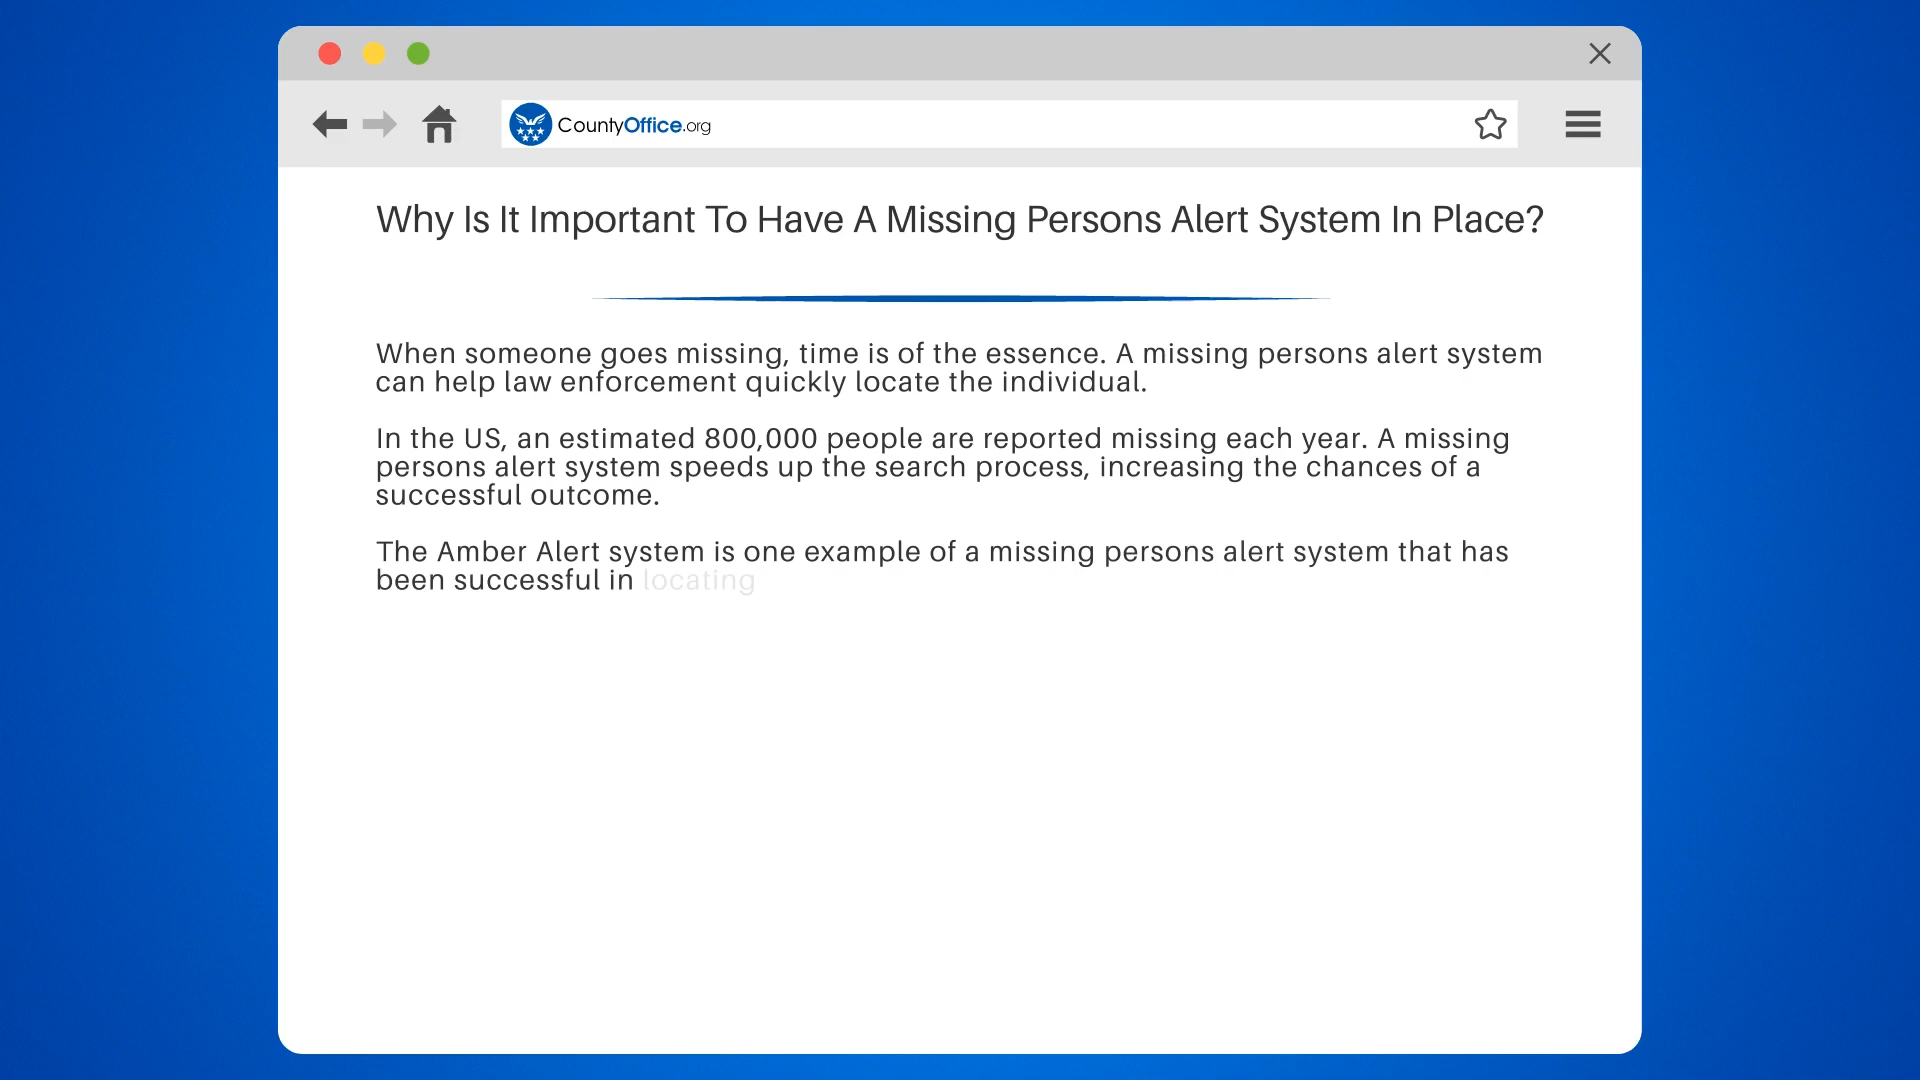 CountyOffice.org
Why Is It Important To Have A Missing Persons Alert System In Place?
When someone goes missing, time is of the essence. A missing persons alert system
can help law enforcement quickly locate the individual.
In the US, an estimated 800,000 people are reported missing each year. A missing
persons alert system speeds up the search process, increasing the chances of a
successful outcome.
The Amber Alert system is one example of a missing persons alert system that has
been successful in locating